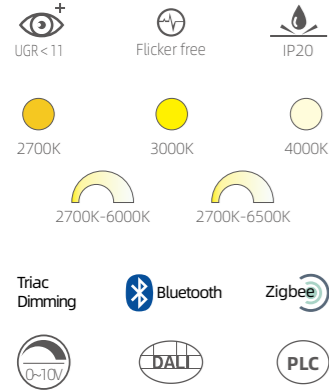 UGR<11 Flicker free IP20
2700K 3000K 4000K
2700K-6000K 2700K-6500K
Triac
Dimming
Bluetooth
Zigbee
0~10V DALI PLC